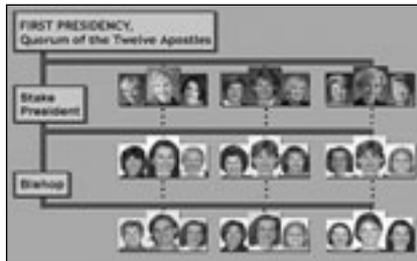 FIRST PRESIDENCY,
Quorum of the Twelve Apostles
Stake
President
Bishop